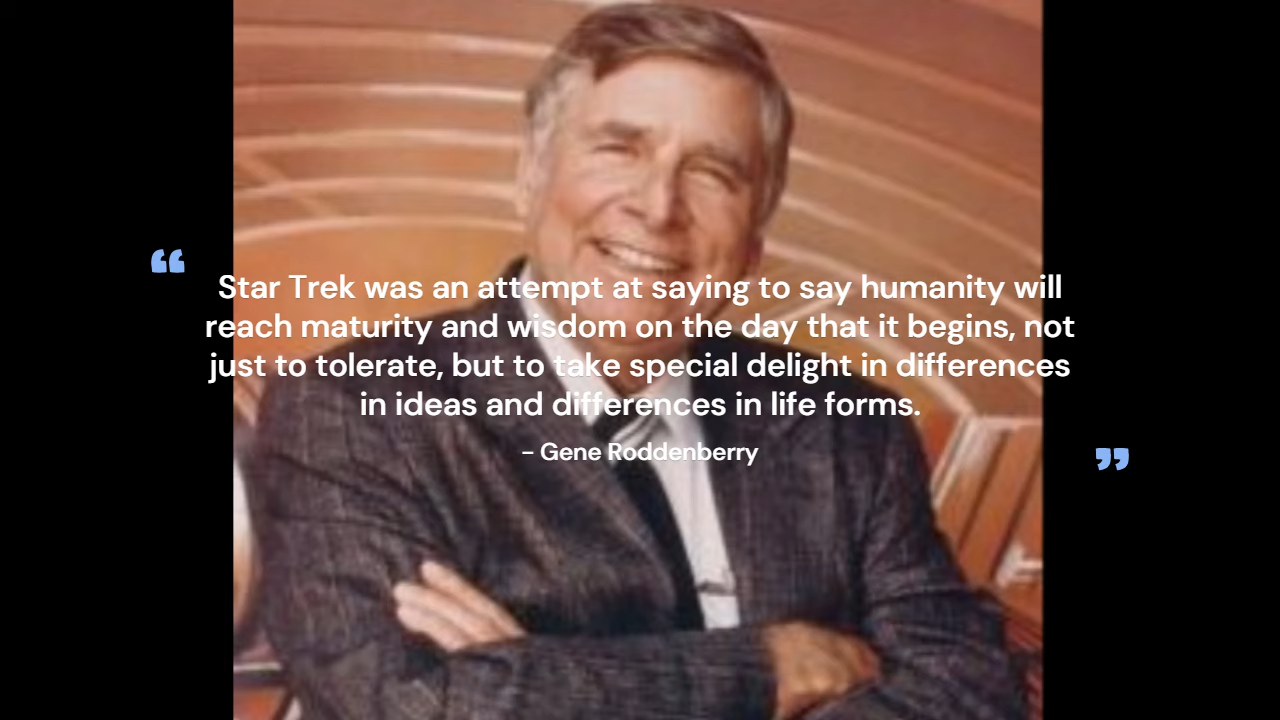 “
Star Trek was an attempt at saying to say humanity will
reach maturity and wisdom on the day that it begins, not
just to tolerate, but to take special delight in differences
in ideas and differences in life forms.
– Gene Roddenberry
”